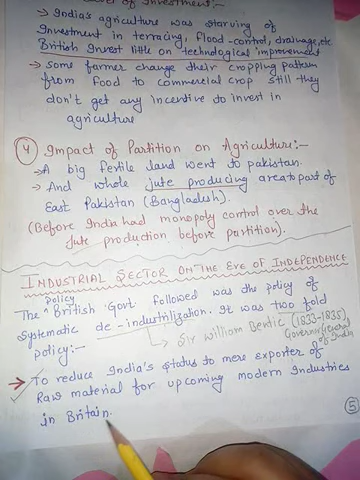 of Investment:-
→ India's agriculture was starving of
Investment in terracing, Flood-control, drainage, etc.
British Invest little on technological improvement
→ Some farmer change their cropping pattern
from Food to commercial crop still they
don't get any incentive to invest in
agriculture
4 Impact of Partition on Agriculture:-
→ A big fertile land went to pakistan.
→ And whole jute producing area to part of
East Pakistan (Bangladesh).
(Before India had monopoly control over the
Jute production before partition).
INDUSTRIAL SECTOR ON THE EVE OF INDEPENDENCE
Policy
The British Govt followed was the policy of
systematic de-industrilization. It was two fold
policy:-
→ Sir William Bentic (1833-1835)
Governor General
of India
→ To reduce India's status to mere exporter of
Raw material for upcoming modern Industries
in Britain.
5